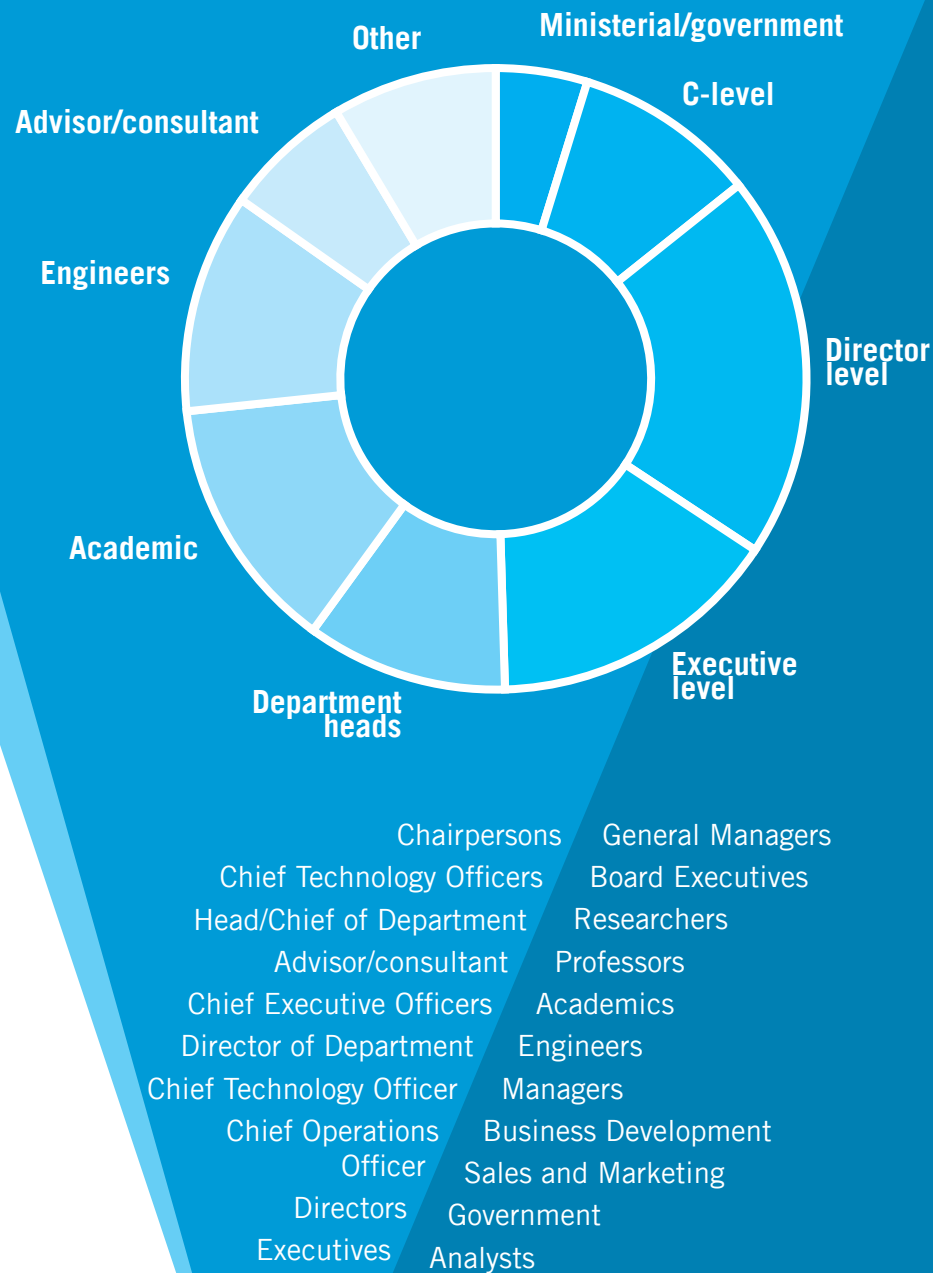 Ministerial/government
Other
C-level
Advisor/consultant
Engineers
Director
level
Academic
Executive
level
Department
heads
Chairpersons
Chief Technology Officers
Head/Chief of Department
Advisor/consultant
Chief Executive Officers
Director of Department
Chief Technology Officer
Chief Operations
Officer
Directors
Executives
General Managers
Board Executives
Researchers
Professors
Academics
Engineers
Managers
Business Development
Sales and Marketing
Government
Analysts